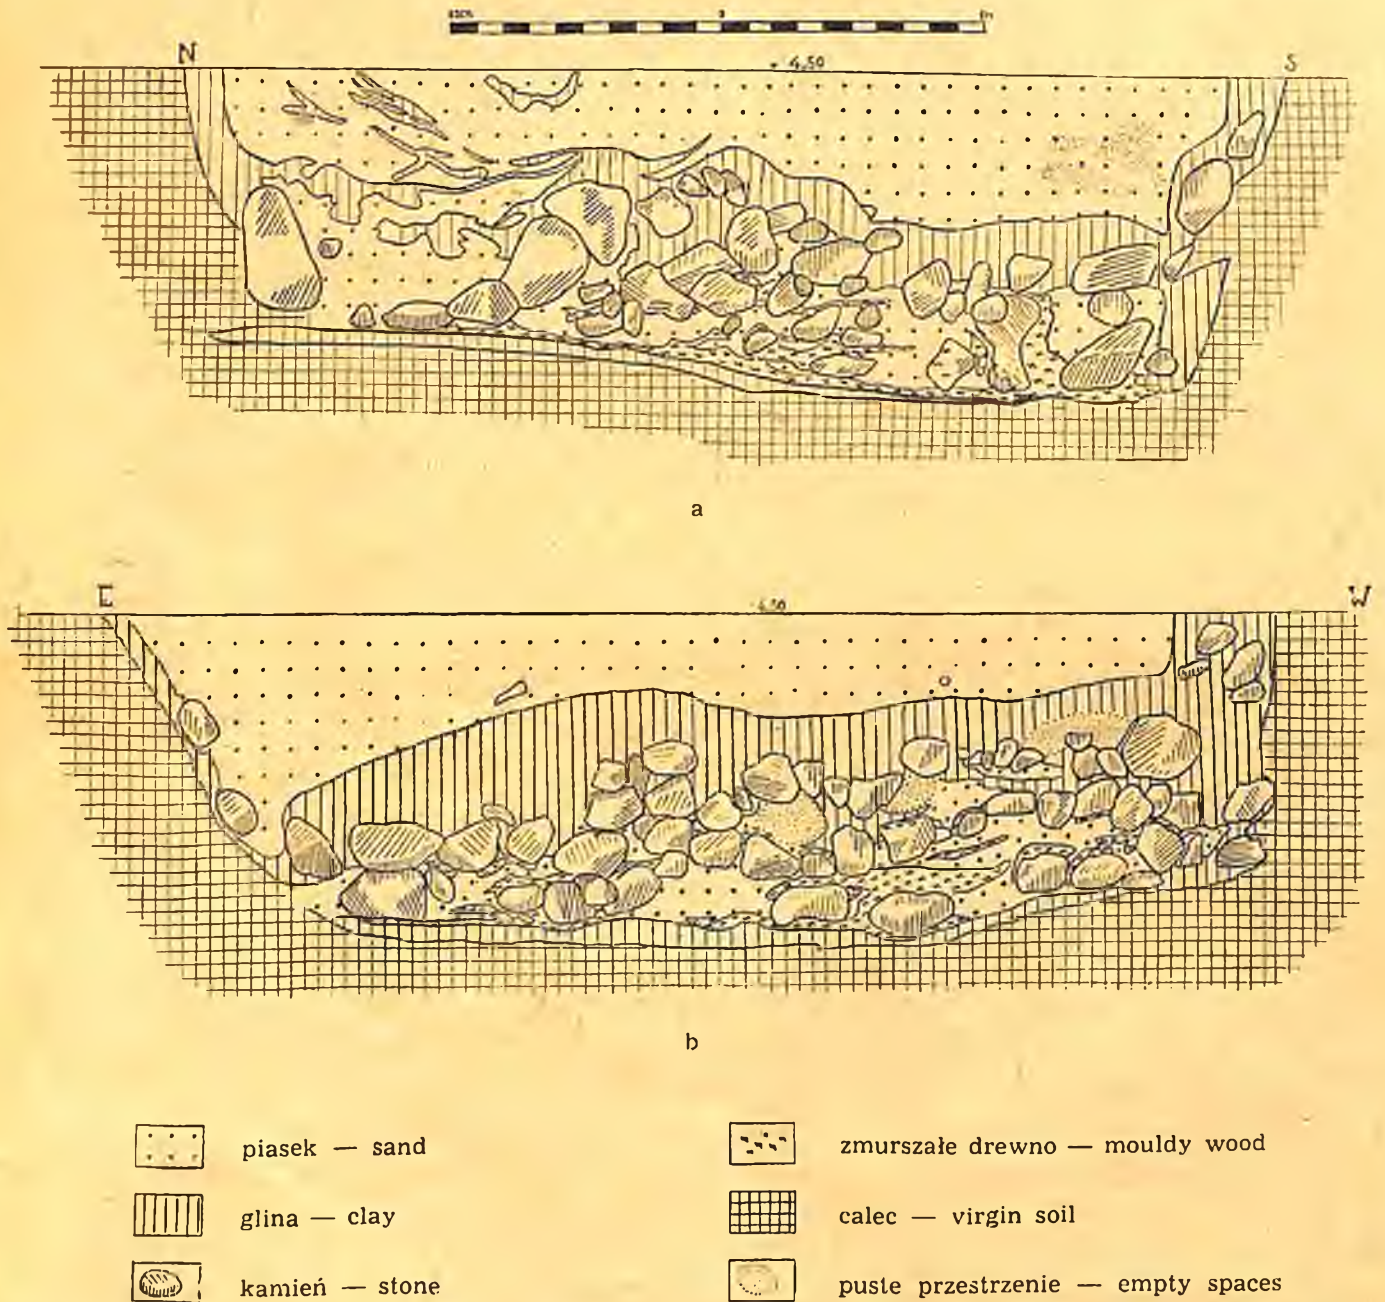 N 4.50 S
a
E 4.50 W
b
piasek — sand
zmurszałe drewno — mouldy wood
glina — clay
calec — virgin soil
kamień — stone
puste przestrzenie — empty spaces